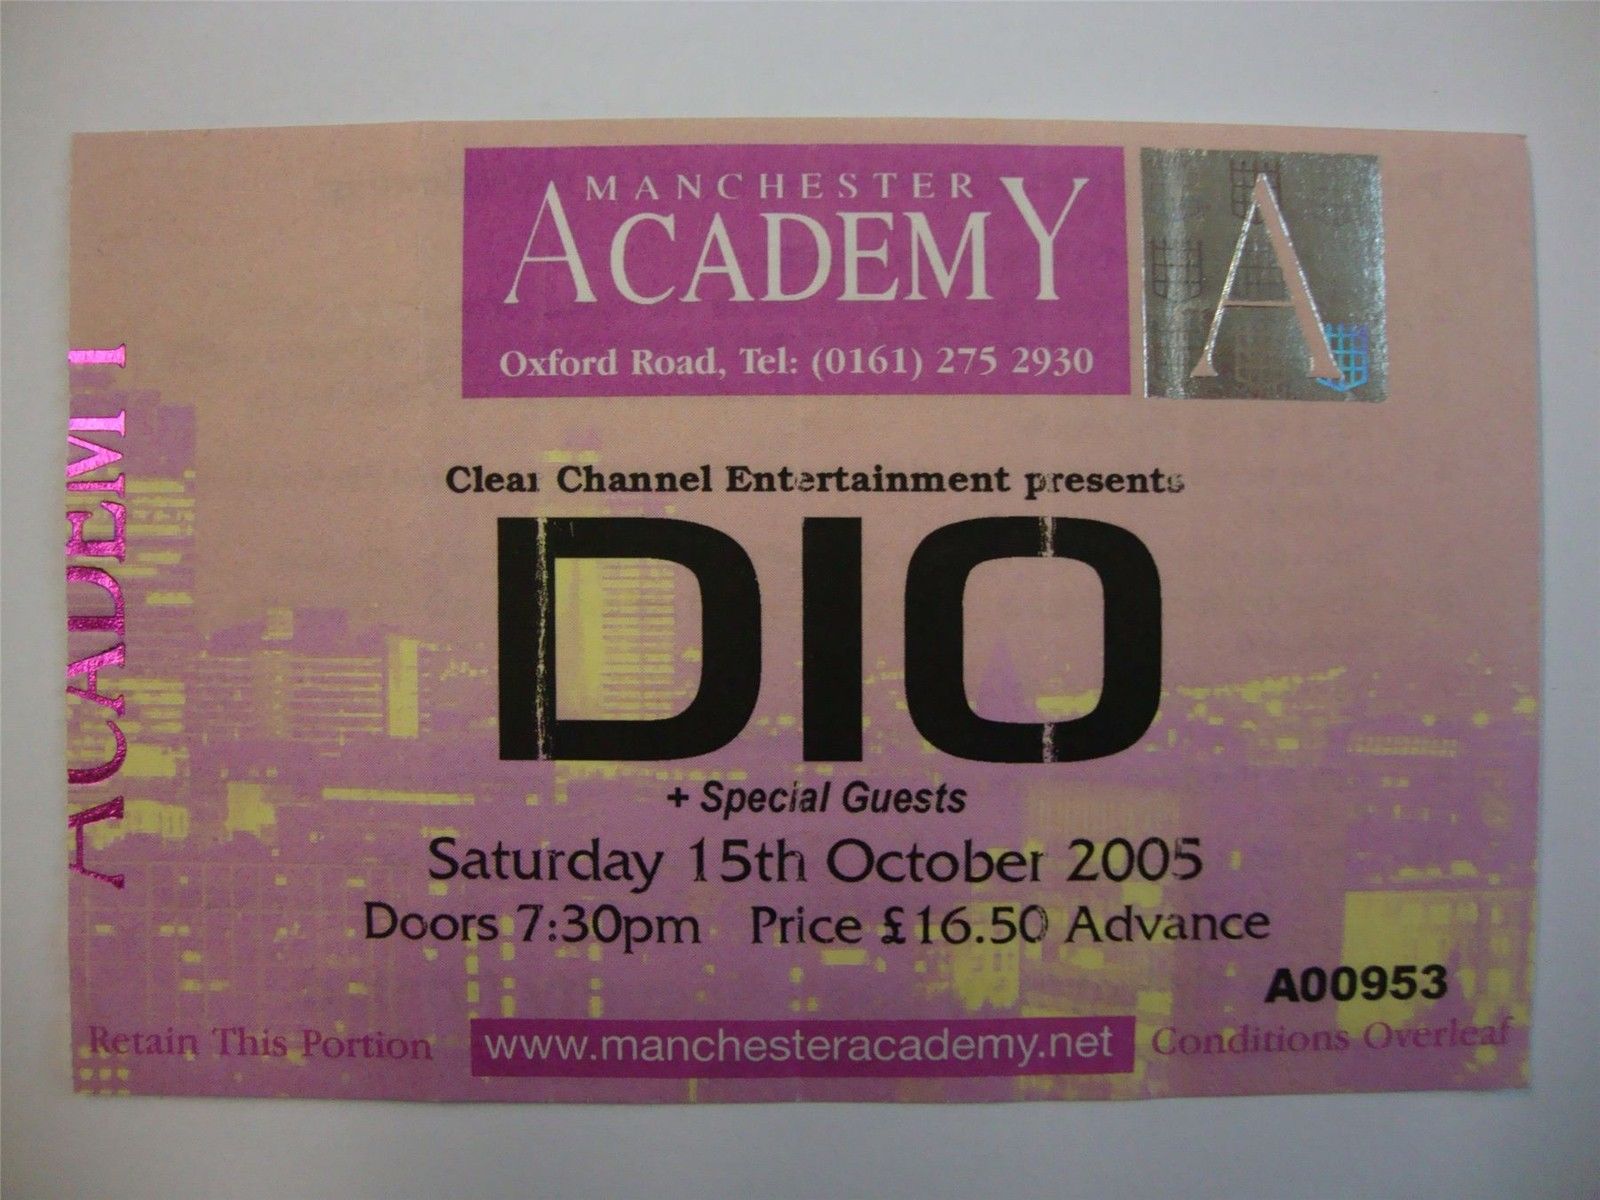 MANCHESTER
ACADEMY
Oxford Road, Tel: (0161) 275 2930
A
ACADEMY
Clear Channel Entertainment presents
DIO
+ Special Guests
Saturday 15th October 2005
Doors 7:30pm Price £16.50 Advance
A00953
Retain This Portion
www.manchesteracademy.net
Conditions Overleaf